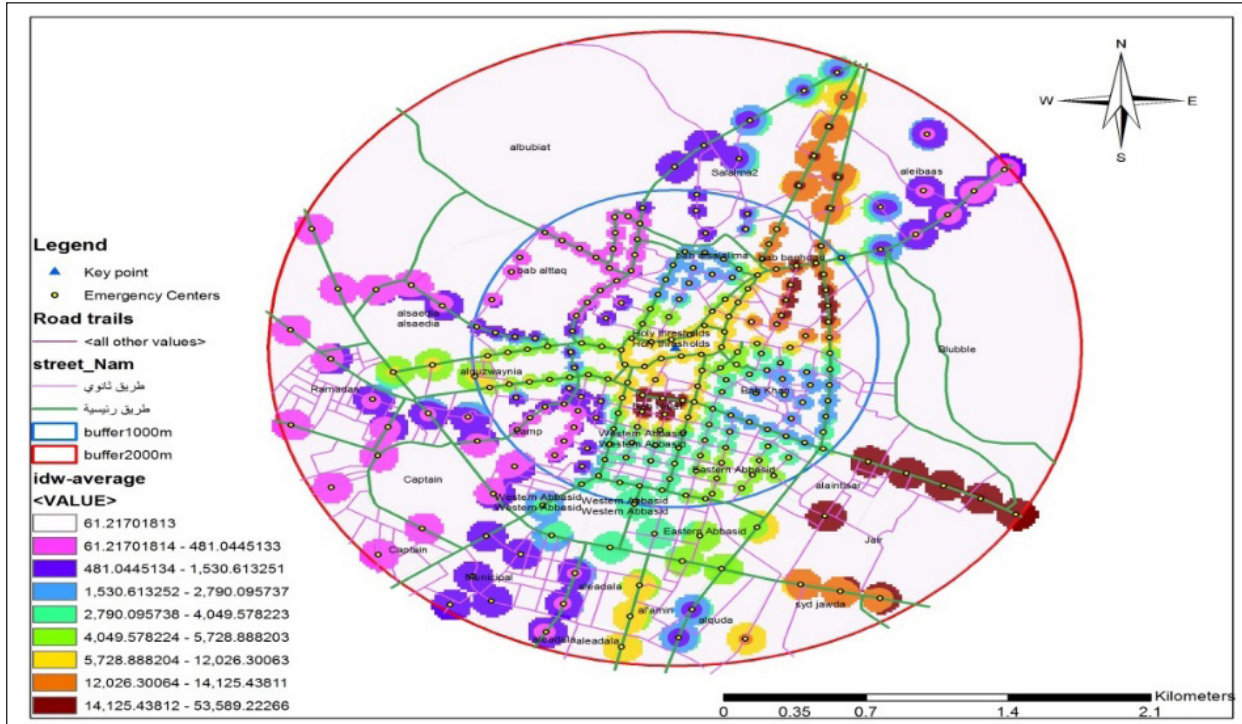 N
W E
S
albubiat
Salalma2
aleibaas
bab alsalalima
bab baghdad
bab alttaq
alsaedia
alsaedia
Holy thresholds
Holy thresholds
Blubble
alguzwaynia
Ramadan
Bab Khan
Camp
Western Abbasid
Western Abbasid
Eastern Abbasid
alaintisar
Captain
Western Abbasid
Western Abbasid
Western Abbasid
Western Abbasid
Eastern Abbasid
Jair
Captain
Municipal
aleadala
al'amin
alquda
syd jawda
aleadala
aleadala
Legend
Key point
Emergency Centers
Road trails
<all other values>
street_Nam
طريق ثانوي
طريق رئيسية
buffer1000m
buffer2000m
idw-average
<VALUE>
61.21701813
61.21701814 - 481.0445133
481.0445134 - 1,530.613251
1,530.613252 - 2,790.095737
2,790.095738 - 4,049.578223
4,049.578224 - 5,728.888203
5,728.888204 - 12,026.30063
12,026.30064 - 14,125.43811
14,125.43812 - 53,589.22266
Kilometers
0 0.35 0.7 1.4 2.1